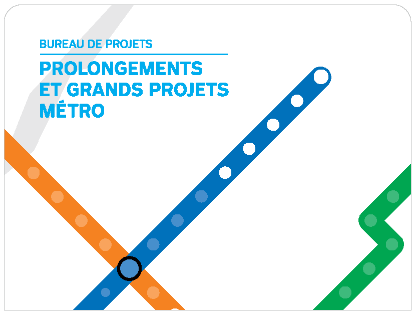 BUREAU DE PROJETS
PROLONGEMENTS
ET GRANDS PROJETS
MÉTRO